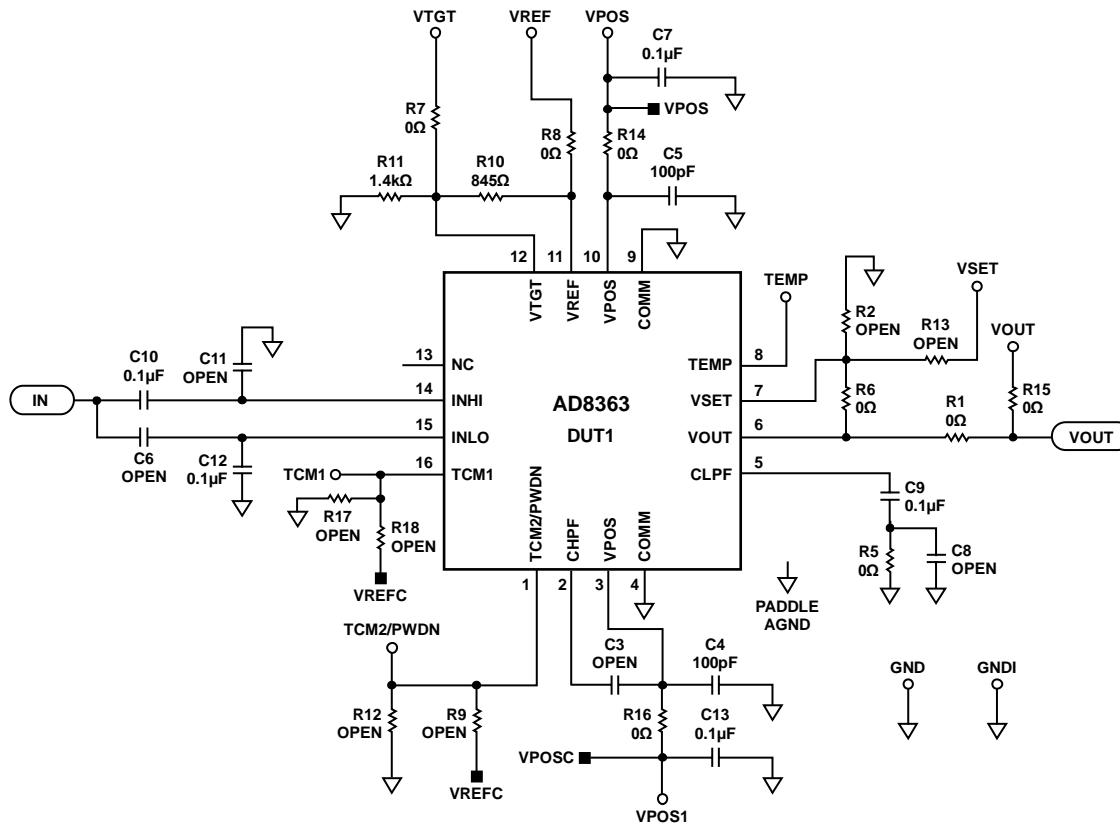 VTGT
VREF
VPOS
C7
0.1µF
VPOS
R7
0Ω
R8
0Ω
R14
0Ω
C5
100pF
R11
1.4kΩ
R10
845Ω
12
11
10
9
VTGT
VREF
VPOS
COMM
TEMP
VSET
R2
OPEN
R13
OPEN
VOUT
C10
0.1µF
C11
OPEN
13
NC
TEMP
8
IN
14
INHI
AD8363
VSET
7
R6
0Ω
R1
0Ω
R15
0Ω
15
INLO
DUT1
VOUT
6
VOUT
C6
OPEN
C12
0.1µF
16
TCM1
CLPF
5
TCM1
R17
OPEN
R18
OPEN
VREFC
TCM2/PWDN
CHPF
VPOS
COMM
C9
0.1µF
R5
0Ω
C8
OPEN
1
2
3
4
PADDLE
AGND
TCM2/PWDN
C3
OPEN
C4
100pF
GND
GNDI
R12
OPEN
R9
OPEN
R16
0Ω
C13
0.1µF
VPOSC
VREFC
VPOS1